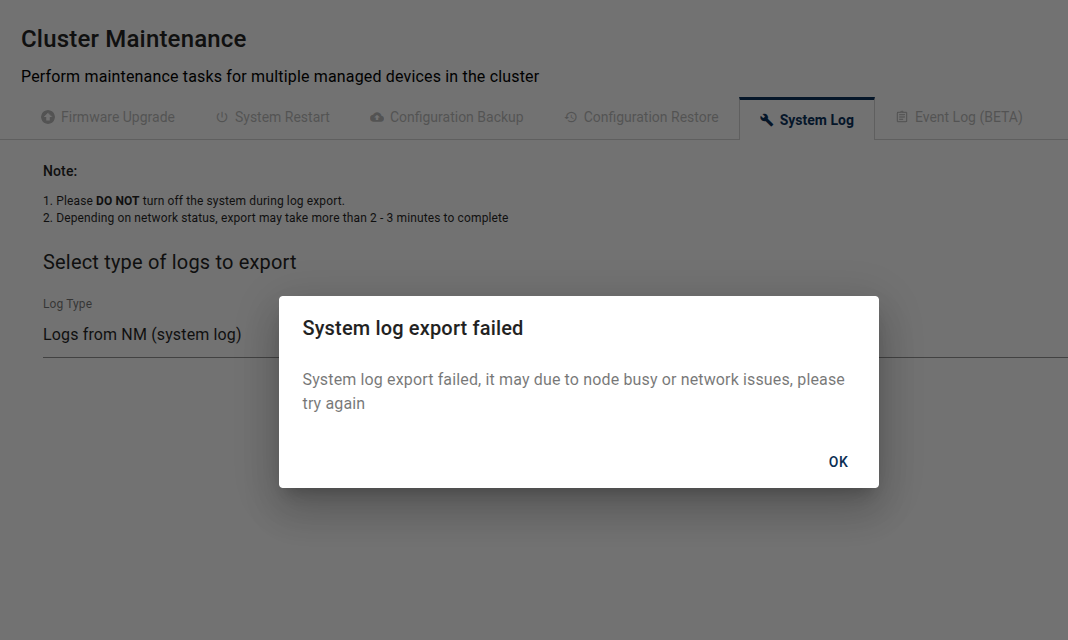 Cluster Maintenance
Perform maintenance tasks for multiple managed devices in the cluster
Firmware Upgrade System Restart Configuration Backup Configuration Restore System Log Event Log (BETA)
Note:
1. Please DO NOT turn off the system during log export.
2. Depending on network status, export may take more than 2 - 3 minutes to complete
Select type of logs to export
Log Type
Logs from NM (system log)
System log export failed
System log export failed, it may due to node busy or network issues, please
try again
OK